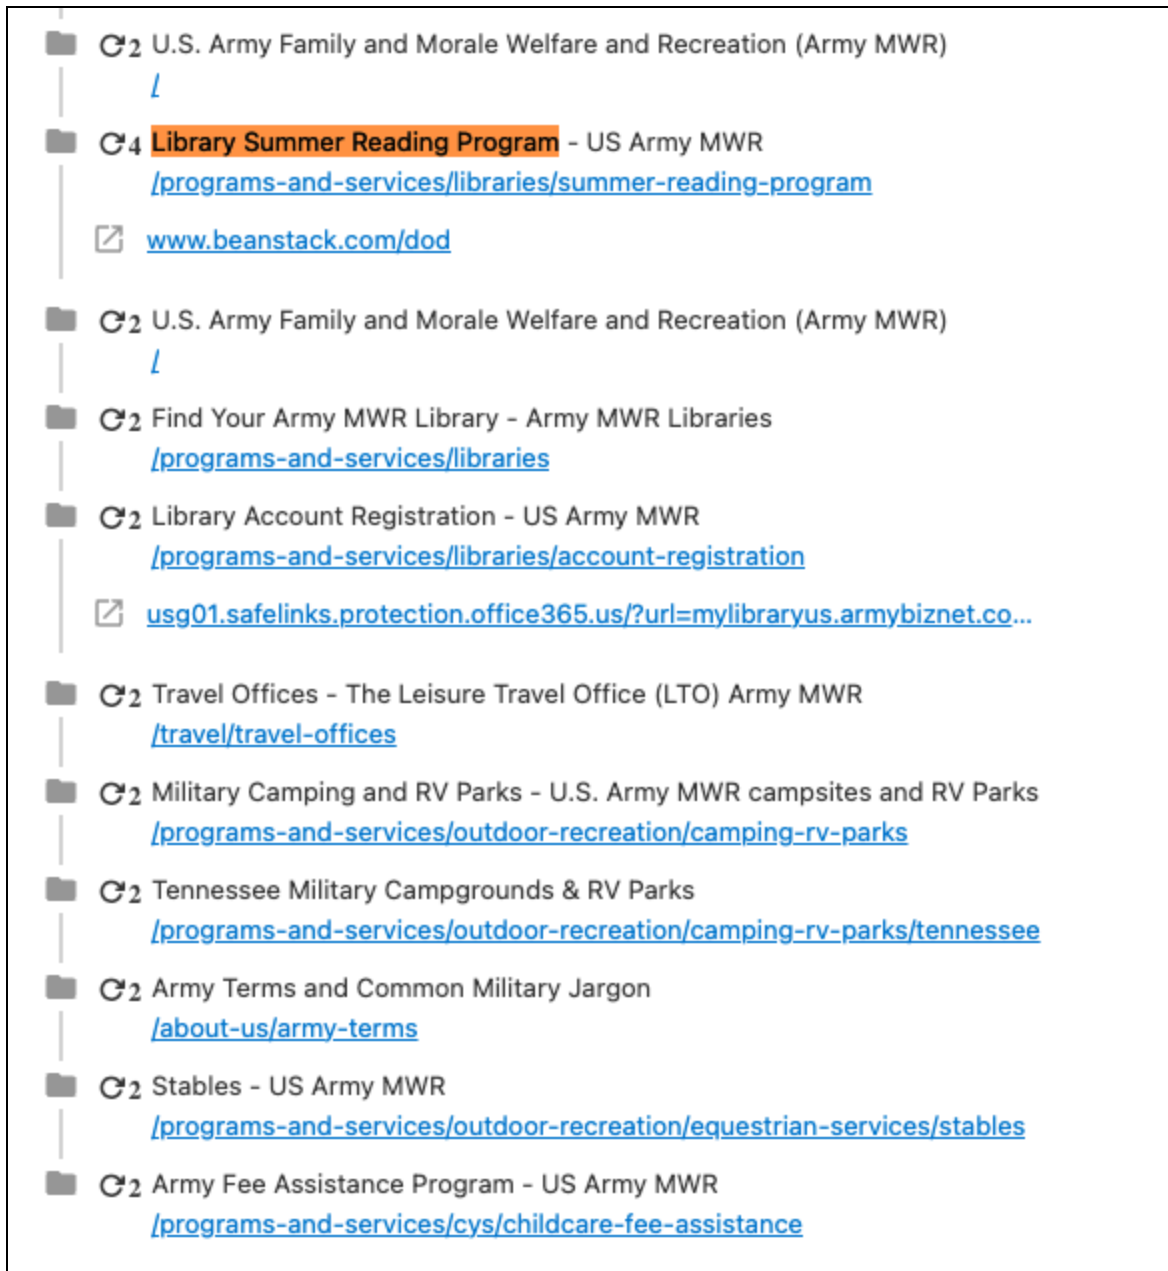 2 U.S. Army Family and Morale Welfare and Recreation (Army MWR)
/
4 Library Summer Reading Program - US Army MWR
/programs-and-services/libraries/summer-reading-program
www.beanstack.com/dod
2 U.S. Army Family and Morale Welfare and Recreation (Army MWR)
/
2 Find Your Army MWR Library - Army MWR Libraries
/programs-and-services/libraries
2 Library Account Registration - US Army MWR
/programs-and-services/libraries/account-registration
usg01.safelinks.protection.office365.us/?url=mylibraryus.armybiznet.co...
2 Travel Offices - The Leisure Travel Office (LTO) Army MWR
/travel/travel-offices
2 Military Camping and RV Parks - U.S. Army MWR campsites and RV Parks
/programs-and-services/outdoor-recreation/camping-rv-parks
2 Tennessee Military Campgrounds & RV Parks
/programs-and-services/outdoor-recreation/camping-rv-parks/tennessee
2 Army Terms and Common Military Jargon
/about-us/army-terms
2 Stables - US Army MWR
/programs-and-services/outdoor-recreation/equestrian-services/stables
2 Army Fee Assistance Program - US Army MWR
/programs-and-services/cys/childcare-fee-assistance